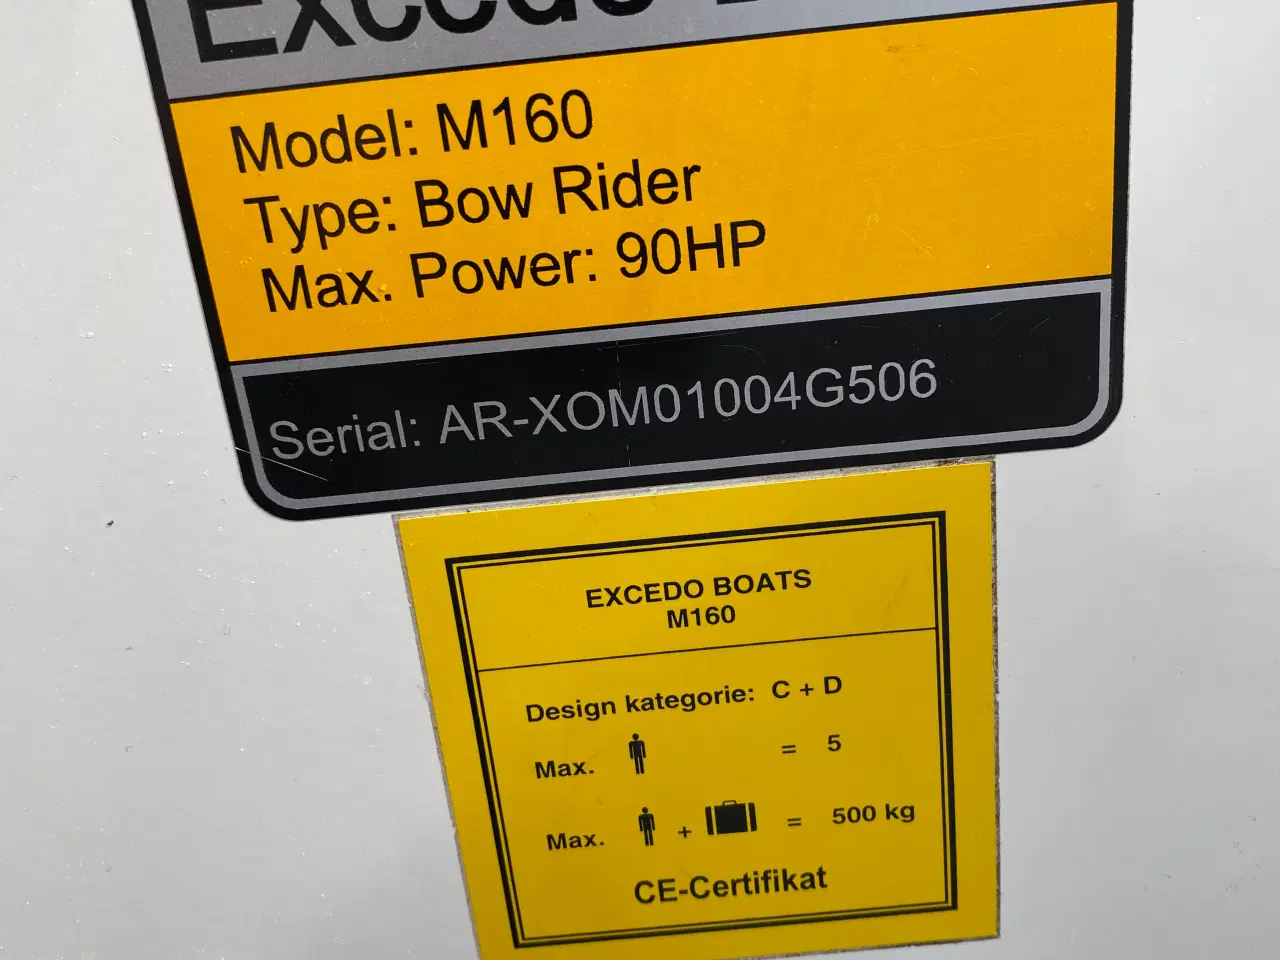 Excedo
Model: M160
Type: Bow Rider
Max. Power: 90HP
Serial: AR-XOM01004G506
EXCEDO BOATS
M160
Design kategorie: C + D
Max. = 5
Max. + = 500 kg
CE-Certifikat